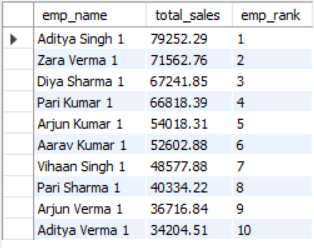 emp_name total_sales emp_rank
Aditya Singh 1 79252.29 1
Zara Verma 1 71562.76 2
Diya Sharma 1 67241.85 3
Pari Kumar 1 66818.39 4
Arjun Kumar 1 54018.31 5
Aarav Kumar 1 52602.88 6
Vihaan Singh 1 48577.88 7
Pari Sharma 1 40334.22 8
Arjun Verma 1 36716.84 9
Aditya Verma 1 34204.51 10